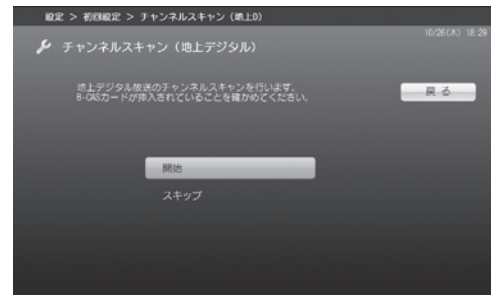 設定 > 初回設定 > チャンネルスキャン（地上D）
10/26(木) 18:29
チャンネルスキャン（地上デジタル）
地上デジタル放送のチャンネルスキャンを行います。
B-CASカードが挿入されていることを確かめてください。
戻る
開始
スキップ